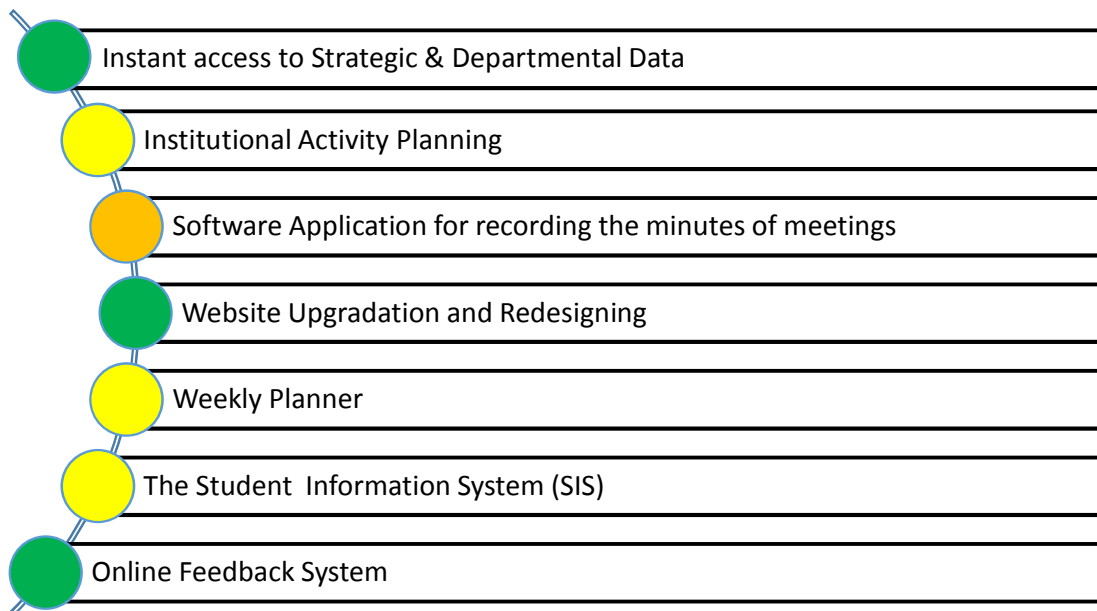 Instant access to Strategic & Departmental Data
Institutional Activity Planning
Software Application for recording the minutes of meetings
Website Upgradation and Redesigning
Weekly Planner
The Student  Information System (SIS)
Online Feedback System